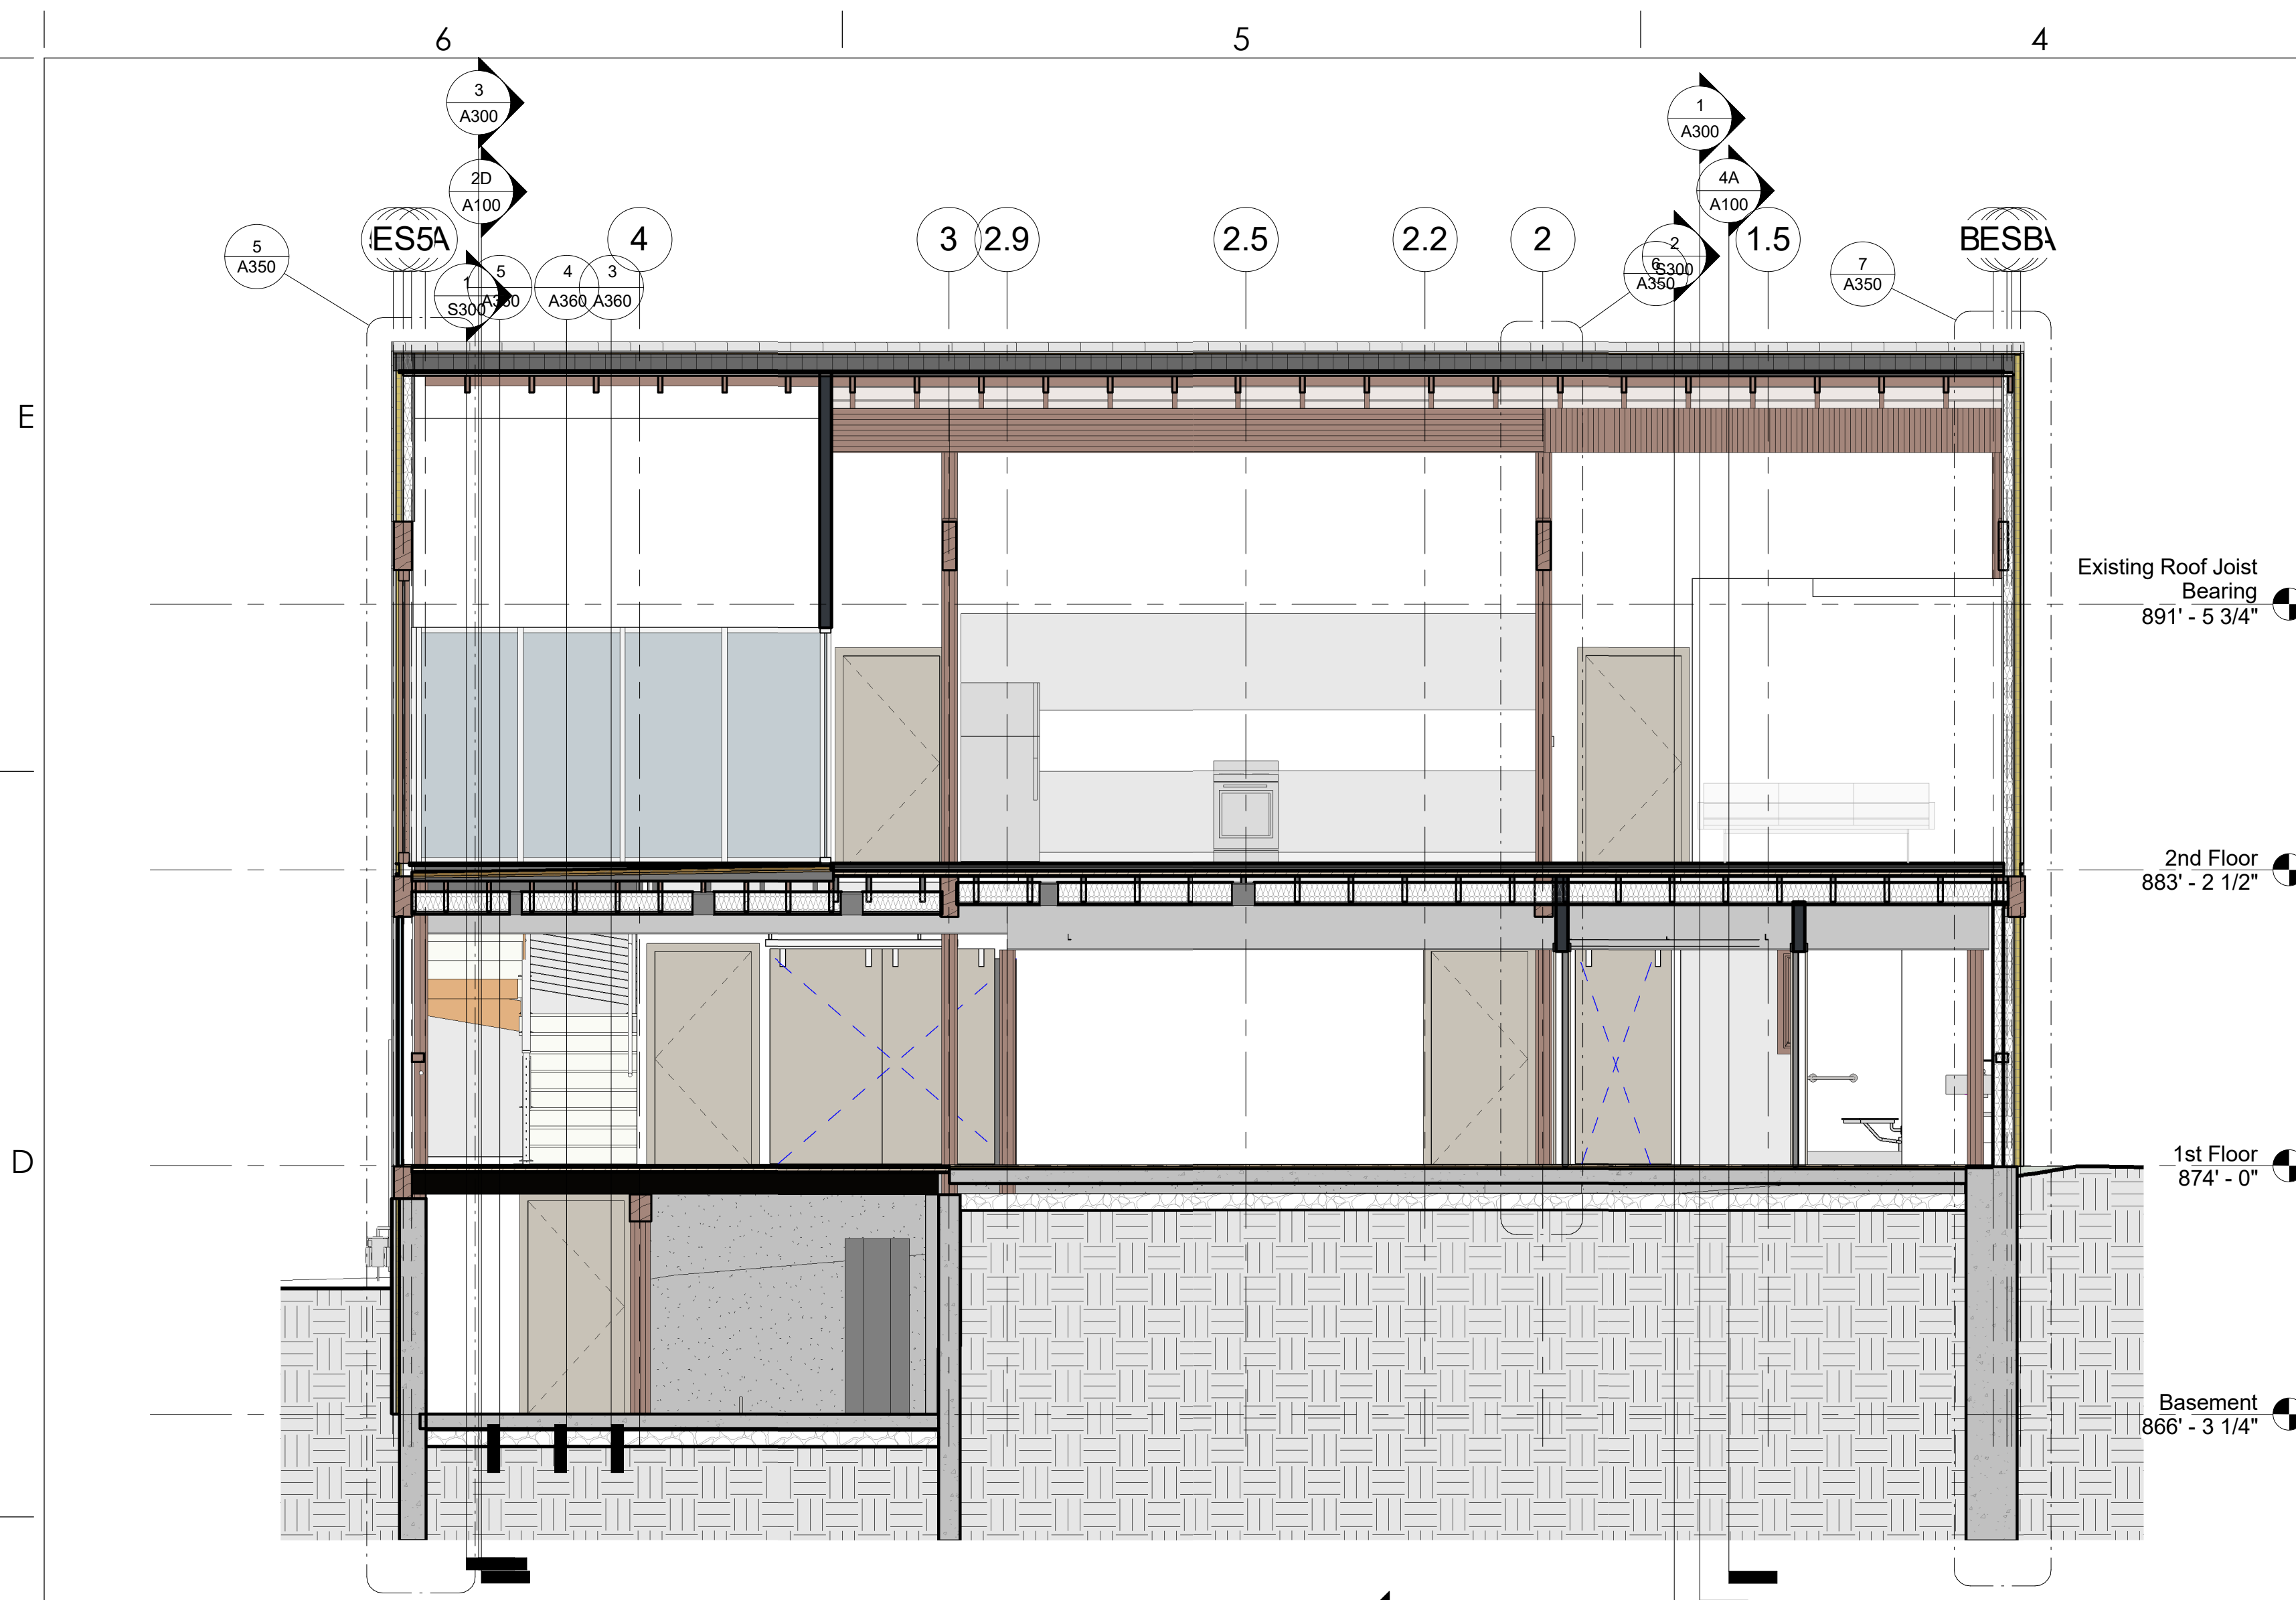 6
5
4
3
A300
1
A300
2D
A100
4A
A100
5
A350
4
3
2.9
2.5
2.2
2
1.5
2
S300
6
A350
7
A350
1
S300
5
4
A360
3
A360
E
Existing Roof Joist
Bearing
891' - 5 3/4"
2nd Floor
883' - 2 1/2"
D
1st Floor
874' - 0"
Basement
866' - 3 1/4"